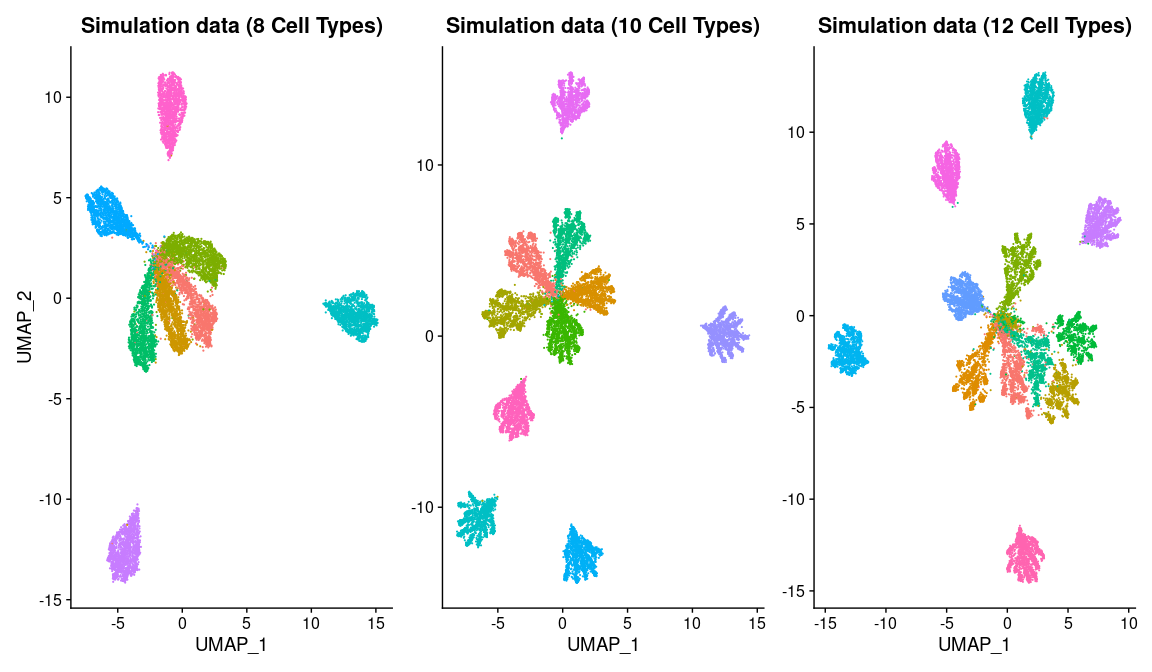 Simulation data (8 Cell Types)
10
5
0
-5
-10
-15
UMAP_2
-5 0 5 10 15
UMAP_1
Simulation data (10 Cell Types)
10
0
-10
-5 0 5 10 15
UMAP_1
Simulation data (12 Cell Types)
10
5
0
-5
-10
-15
-15 -10 -5 0 5 10
UMAP_1